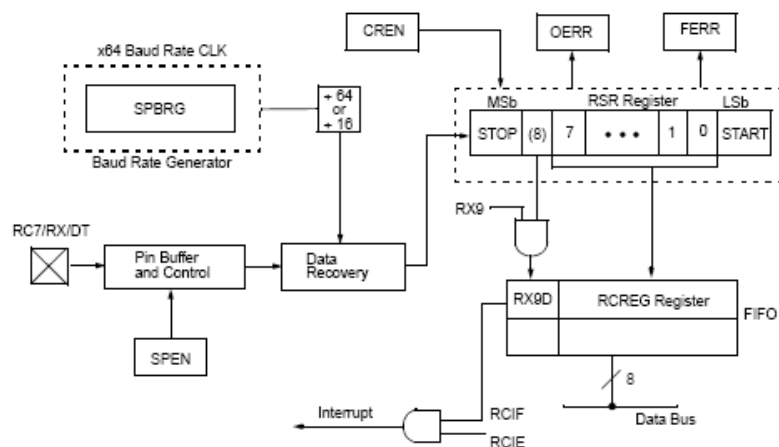 x64 Baud Rate CLK
CREN
OERR
FERR
SPBRG
÷ 64
or
÷ 16
Baud Rate Generator
MSb
RSR Register
LSb
STOP
(8)
7
• • •
1
0
START
RX9
RC7/RX/DT
Pin Buffer
and Control
Data
Recovery
SPEN
RX9D
RCREG Register
FIFO
8
Data Bus
Interrupt
RCIF
RCIE